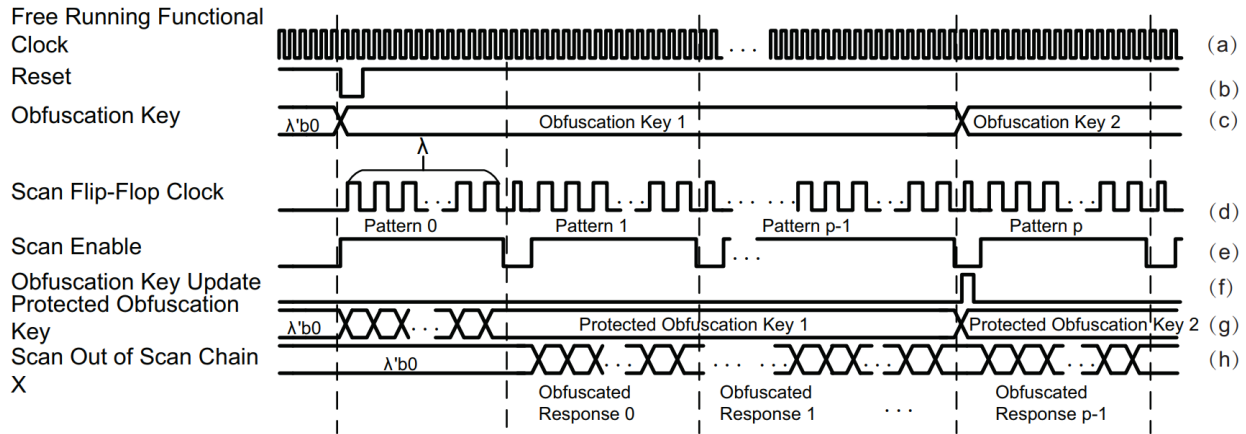 Free Running Functional
Clock
... (a)
Reset (b)
Obfuscation Key λ'b0 Obfuscation Key 1 Obfuscation Key 2 (c)
λ
Scan Flip-Flop Clock ... ... ... ... ... ... (d)
Pattern 0 Pattern 1 Pattern p-1 Pattern p
Scan Enable ... (e)
Obfuscation Key Update (f)
Protected Obfuscation
Key λ'b0 ... Protected Obfuscation Key 1 Protected Obfuscation Key 2 (g)
Scan Out of Scan Chain
X λ'b0 ... ... ... ... ... (h)
Obfuscated Obfuscated Obfuscated
Response 0 Response 1 ... Response p-1